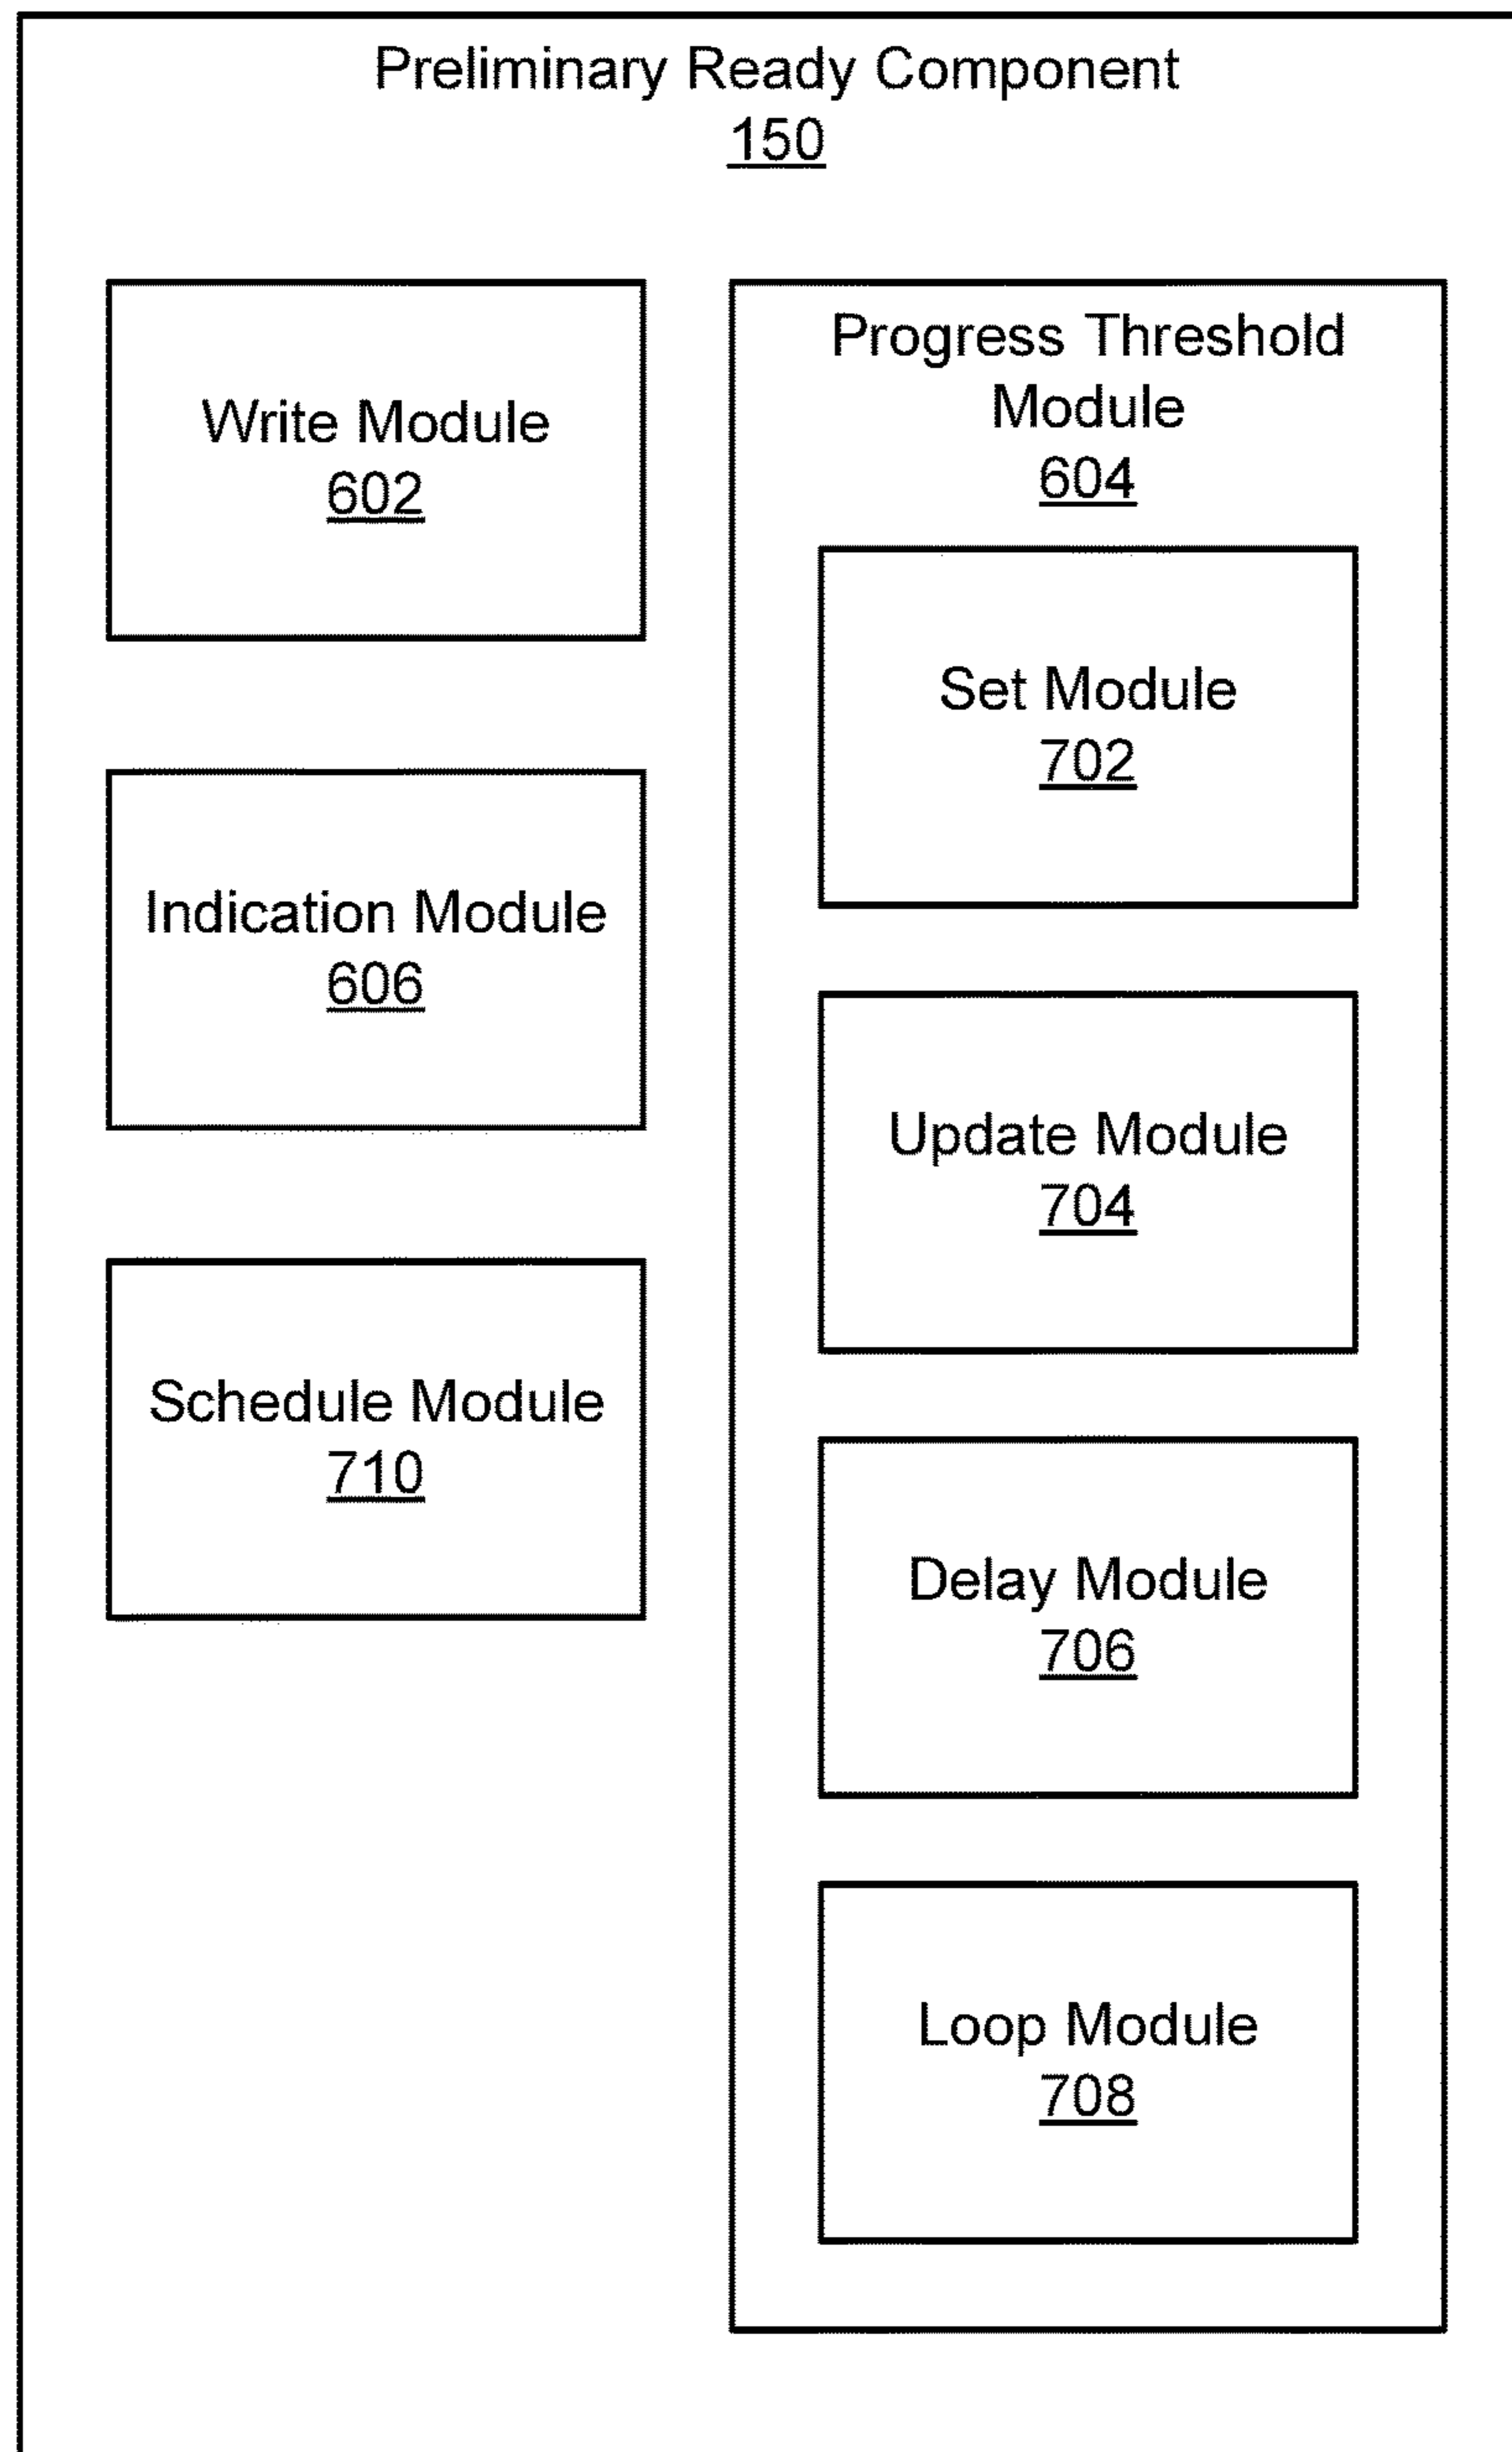 Preliminary Ready Component
150
Write Module
602
Indication Module
606
Schedule Module
710
Progress Threshold
Module
604
Set Module
702
Update Module
704
Delay Module
706
Loop Module
708